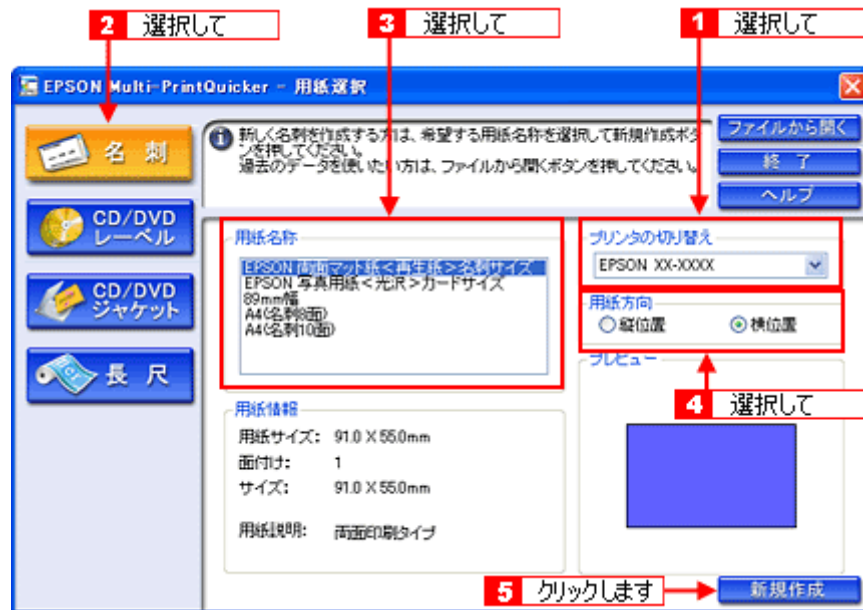 2 選択して
3 選択して
1 選択して
EPSON Multi-PrintQuicker - 用紙選択
名 刺
CD/DVD
レーベル
CD/DVD
ジャケット
長 尺
新しく名刺を作成する方は、希望する用紙名称を選択して新規作成ボタ
ンを押してください。
過去のデータを使いたい方は、ファイルから開くボタンを押してください。
ファイルから開く
終 了
ヘルプ
用紙名称
EPSON 両面マット紙<再生紙>名刺サイズ
EPSON 写真用紙<光沢>カードサイズ
89mm幅
A4(名刺8面)
A4(名刺10面)
プリンタの切り替え
EPSON XX-XXXX
用紙方向
縦位置
横位置
プレビュー
4 選択して
用紙情報
用紙サイズ: 91.0 X 55.0mm
面付け: 1
サイズ: 91.0 X 55.0mm
用紙説明: 両面印刷タイプ
5 クリックします
新規作成